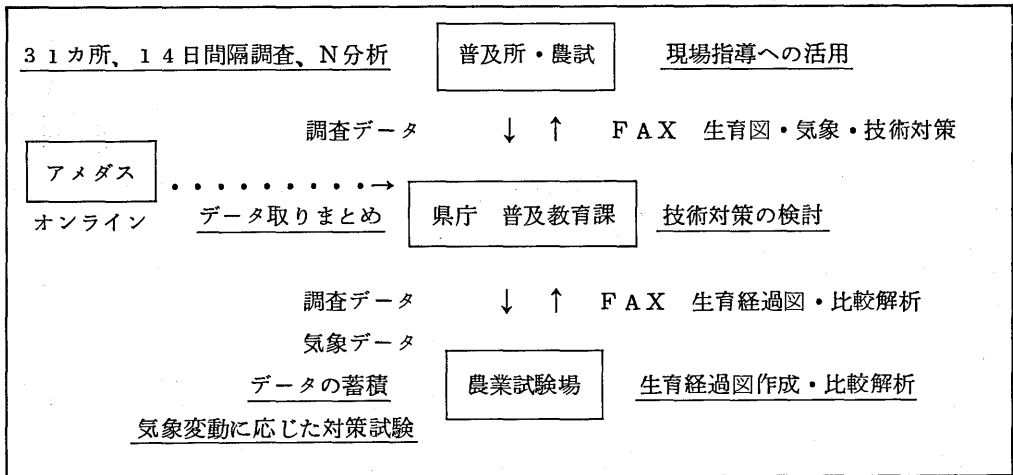 31カ所、14日間隔調査、N分析 普及所・農試 現場指導への活用
調査データ ↓ ↑ FAX 生育図・気象・技術対策
アメダス
オンライン
・・・・・・・・・・→
データ取りまとめ 県庁 普及教育課 技術対策の検討
調査データ ↓ ↑ FAX 生育経過図・比較解析
気象データ
データの蓄積 農業試験場 生育経過図作成・比較解析
気象変動に応じた対策試験